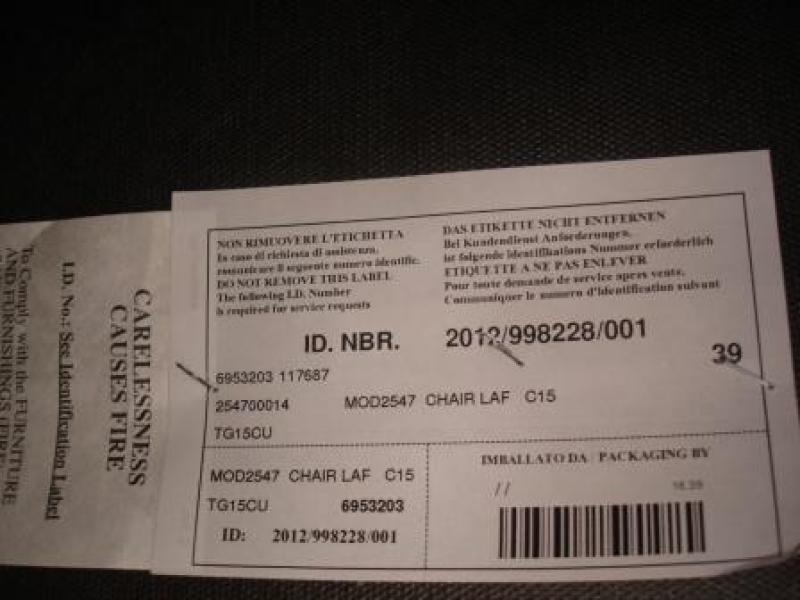 NON RIMUOVERE L'ETICHETTA
In caso di richiesta di assistenza,
rammentare il seguente numero identific.
DO NOT REMOVE THIS LABEL
The following I.D. Number
is required for service requests
DAS ETIKETTE NICHT ENTFERNEN
Bei Kundendienst Anforderungen,
ist folgende identifikations Nummer erforderlich
ETIQUETTE A NE PAS ENLEVER
Pour toute demande de service apres vente,
Communiquer le numero d'identification suivant
ID. NBR. 2012/998228/001
39
6953203 117687
254700014 MOD2547 CHAIR LAF C15
TG15CU
MOD2547 CHAIR LAF C15
TG15CU 6953203
ID: 2012/998228/001
IMBALLATO DA / PACKAGING BY
/ /
16.39
CARELESSNESS
CAUSES FIRE
I.D. No.: See Identification Label
To Comply with the FURNITURE
AND FURNISHINGS (FIRE